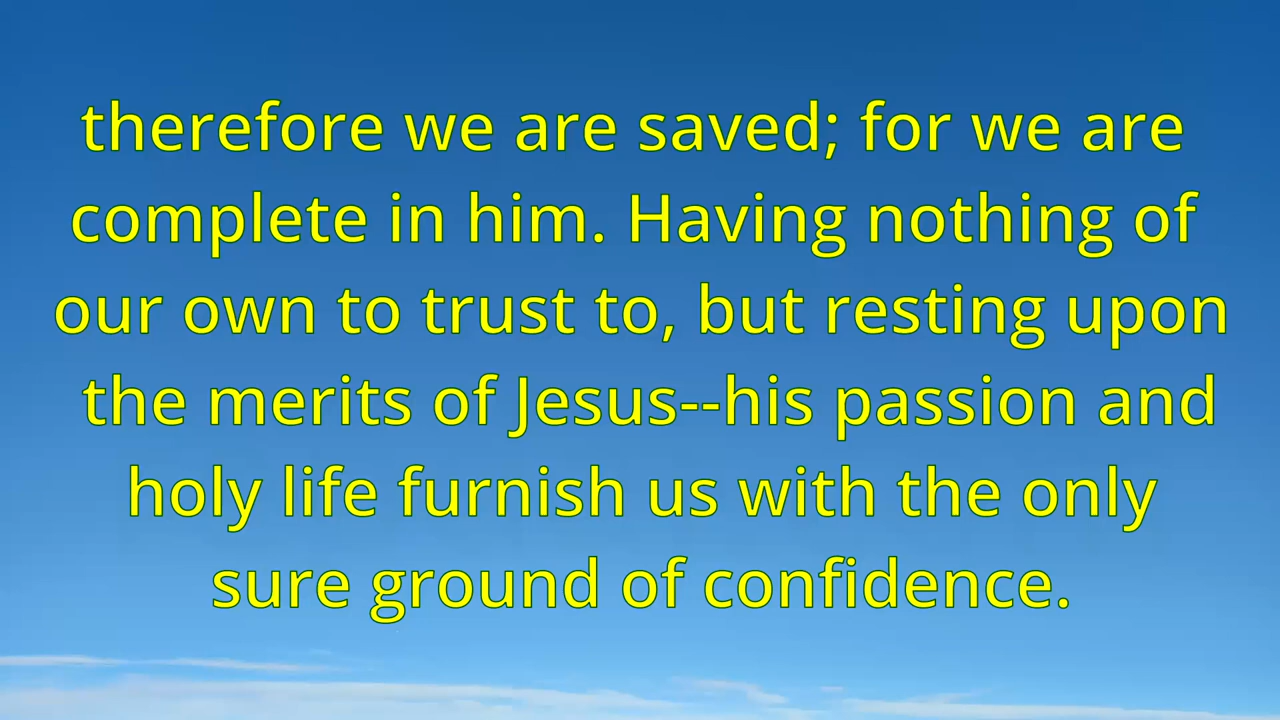 therefore we are saved; for we are
complete in him. Having nothing of
our own to trust to, but resting upon
the merits of Jesus--his passion and
holy life furnish us with the only
sure ground of confidence.